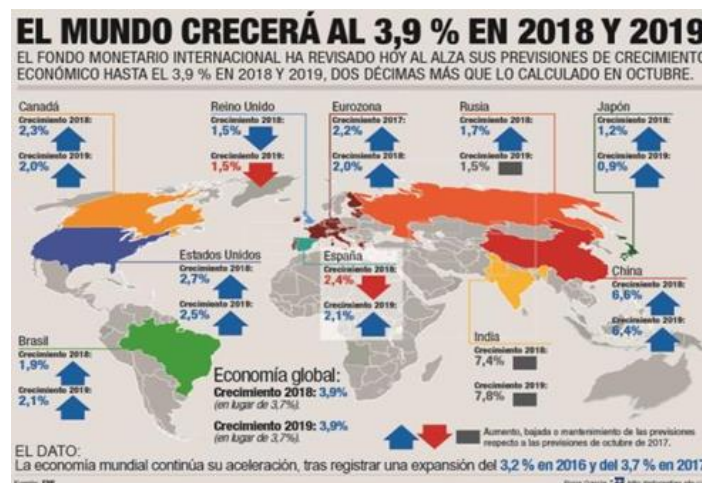 EL MUNDO CRECERÁ AL 3,9 % EN 2018 Y 2019
EL FONDO MONETARIO INTERNACIONAL HA REVISADO HOY AL ALZA SUS PREVISIONES DE CRECIMIENTO
ECONÓMICO HASTA EL 3,9 % EN 2018 Y 2019, DOS DÉCIMAS MÁS QUE LO CALCULADO EN OCTUBRE.
Canadá
Crecimiento 2018:
2,3%
Crecimiento 2019:
2,0%
Reino Unido
Crecimiento 2018:
1,5%
Crecimiento 2019:
1,5%
Eurozona
Crecimiento 2017:
2,2%
Crecimiento 2018:
2,0%
Rusia
Crecimiento 2018:
1,7%
Crecimiento 2019:
1,5%
Japón
Crecimiento 2018:
1,2%
Crecimiento 2019:
0,9%
Estados Unidos
Crecimiento 2018:
2,7%
Crecimiento 2019:
2,5%
España
Crecimiento 2018:
2,4%
Crecimiento 2019:
2,1%
China
Crecimiento 2018:
6,6%
Crecimiento 2019:
6,4%
Brasil
Crecimiento 2018:
1,9%
Crecimiento 2019:
2,1%
India
Crecimiento 2018:
7,4%
Crecimiento 2019:
7,8%
Economía global:
Crecimiento 2018: 3,9%
(en lugar de 3,7%).
Crecimiento 2019: 3,9%
(en lugar de 3,7%).
Aumento, bajada o mantenimiento de las previsiones
respecto a las previsiones de octubre de 2017.
EL DATO:
La economía mundial continúa su aceleración, tras registrar una expansión del 3,2 % en 2016 y del 3,7 % en 2017